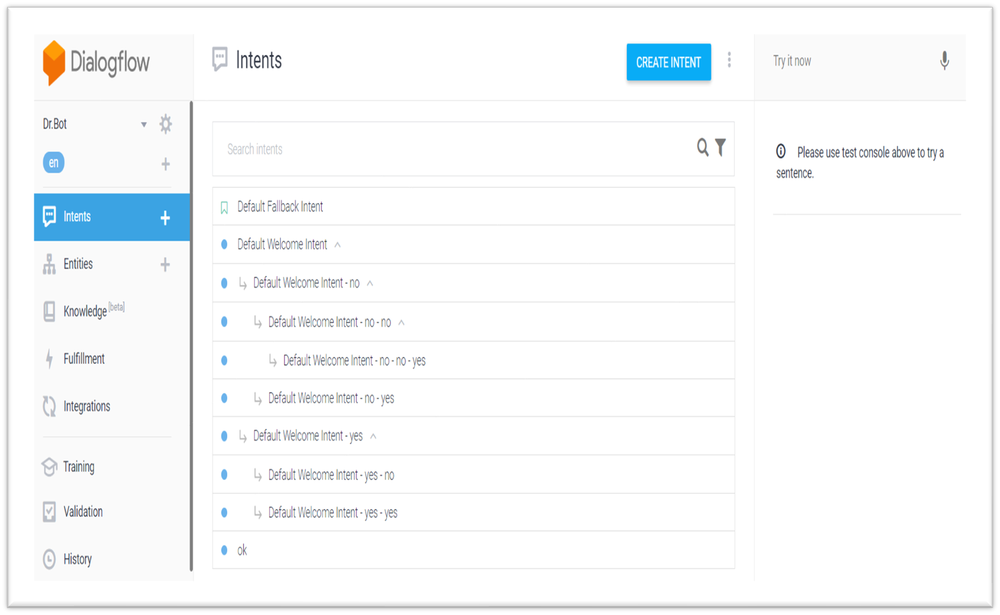 Dialogflow
Dr.Bot
en
Intents
Entities
Knowledge [beta]
Fulfillment
Integrations
Training
Validation
History
Intents
CREATE INTENT
Search intents
Default Fallback Intent
Default Welcome Intent
Default Welcome Intent - no
Default Welcome Intent - no - no
Default Welcome Intent - no - no - yes
Default Welcome Intent - no - yes
Default Welcome Intent - yes
Default Welcome Intent - yes - no
Default Welcome Intent - yes - yes
ok
Try it now
Please use test console above to try a
sentence.